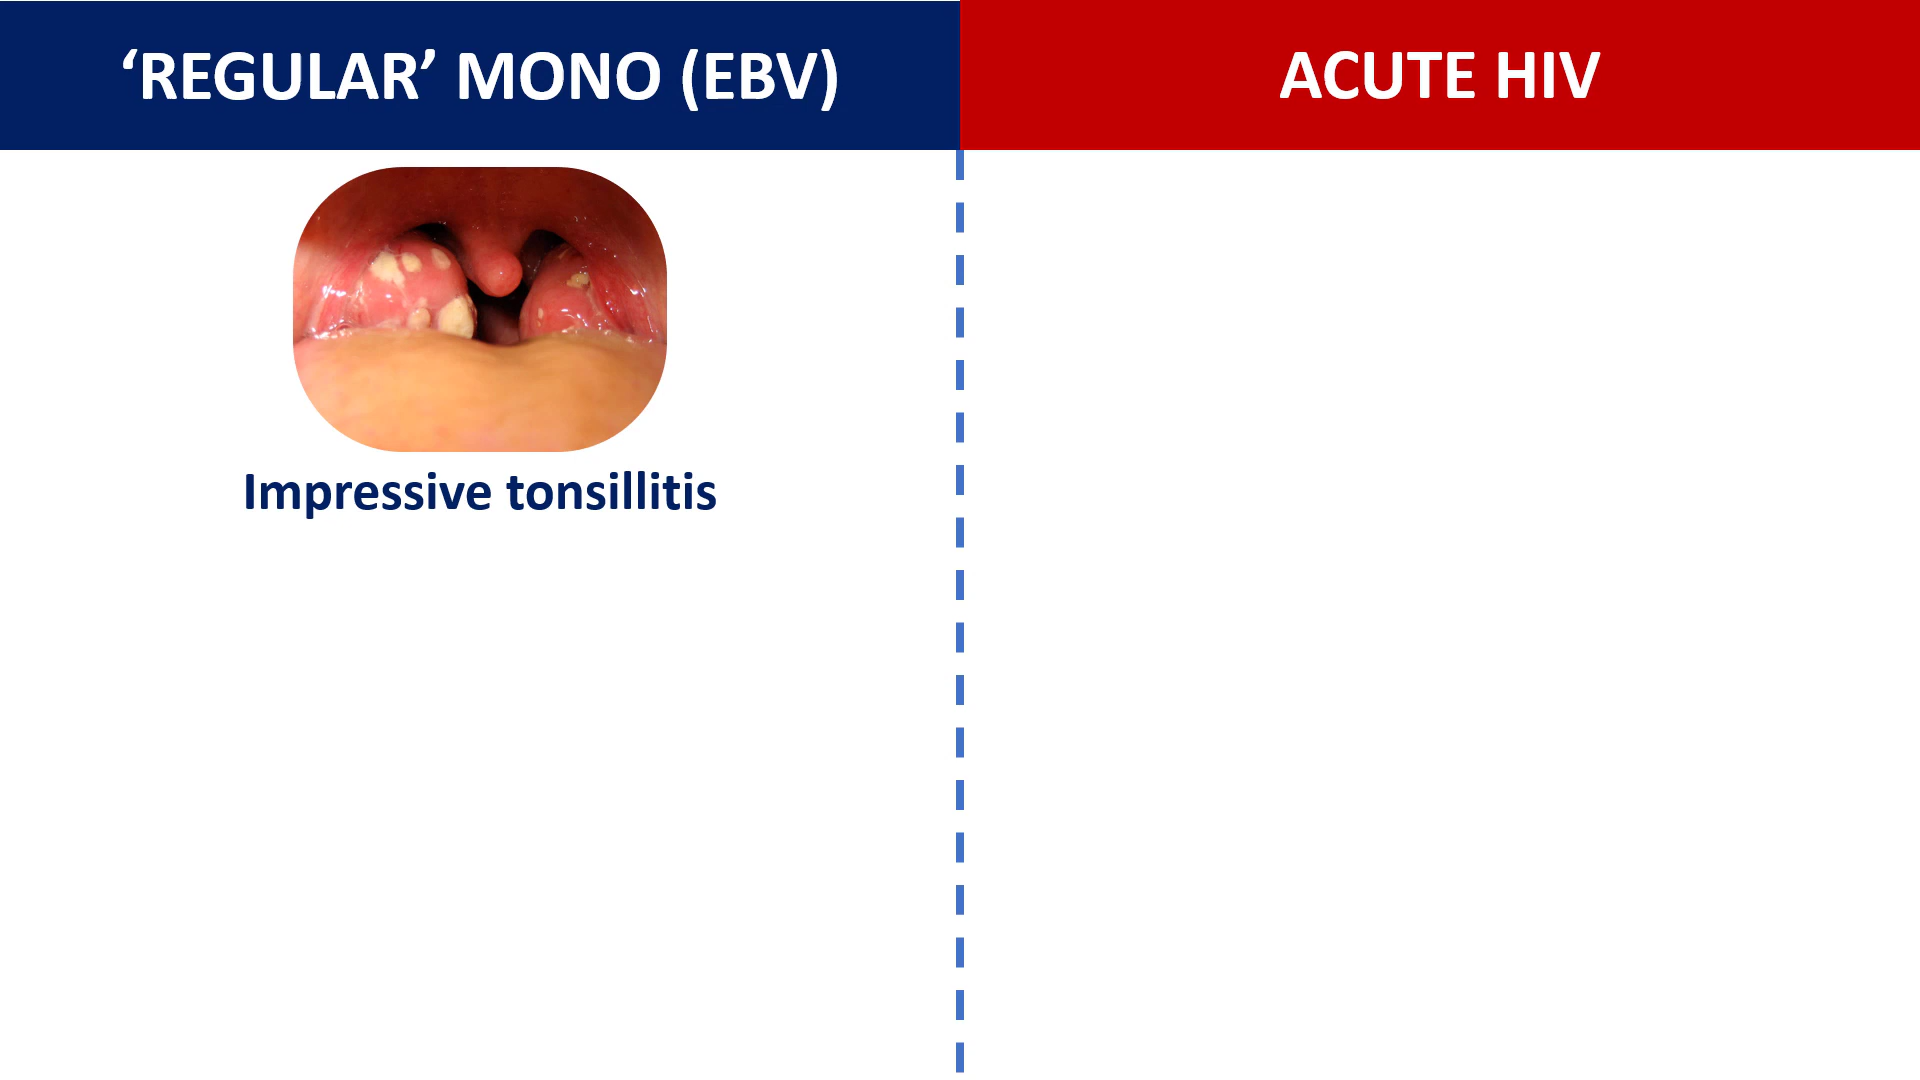 ‘REGULAR’ MONO (EBV)
ACUTE HIV
Impressive tonsillitis